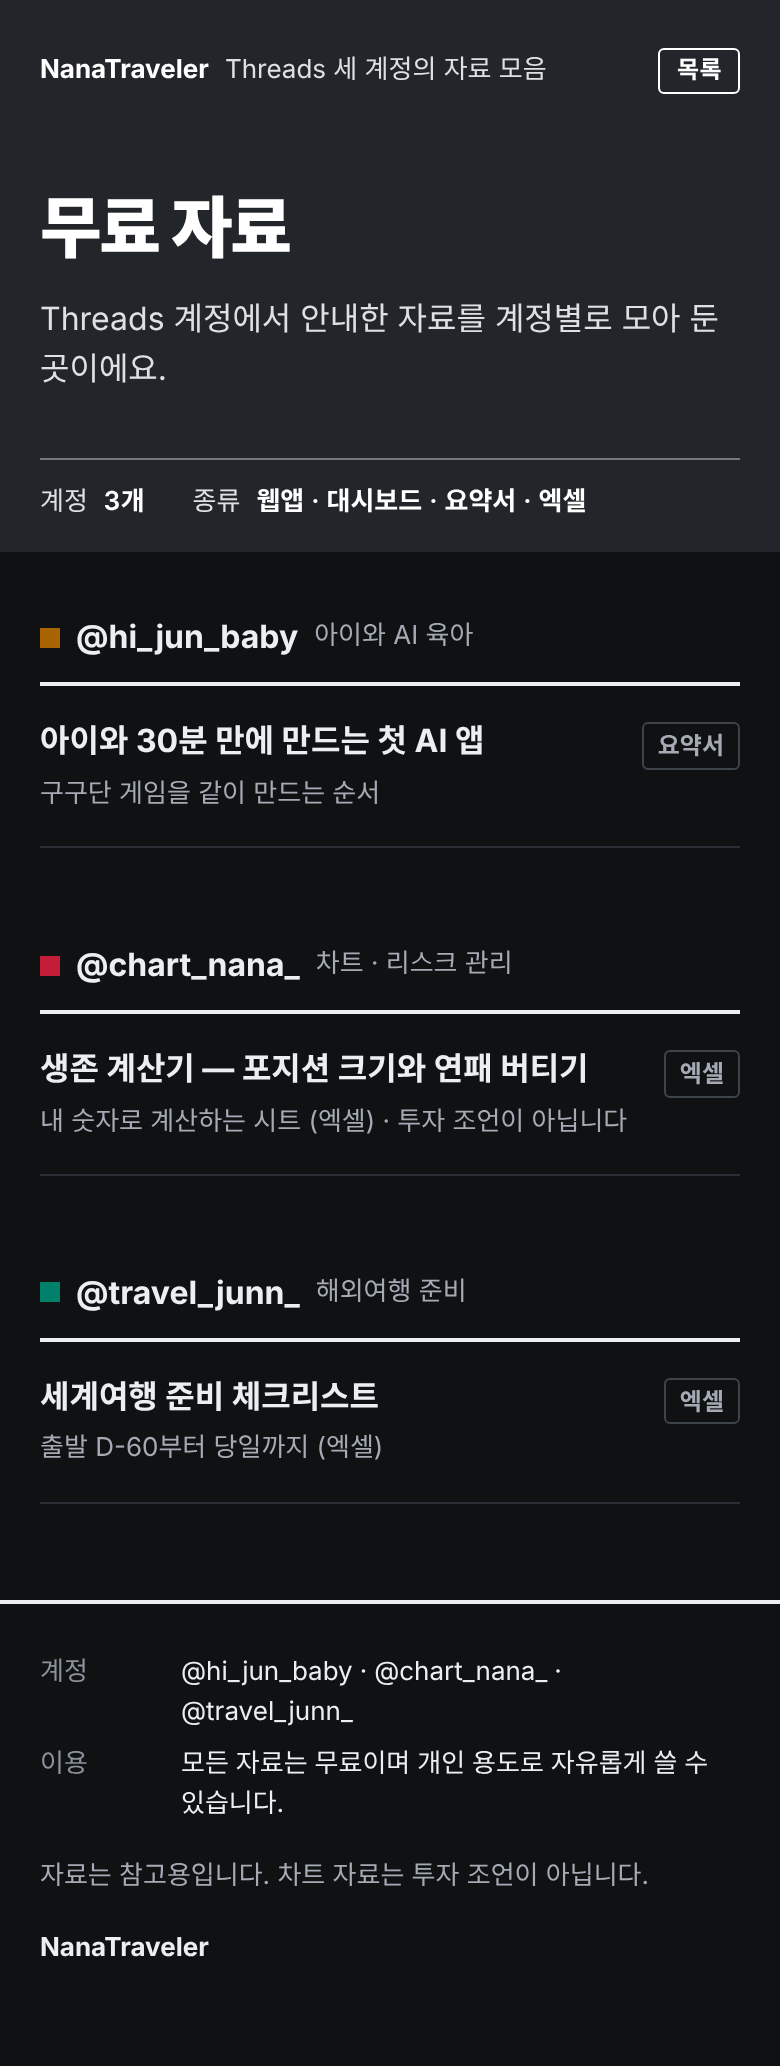 NanaTraveler Threads 세 계정의 자료 모음 목록
무료 자료
Threads 계정에서 안내한 자료를 계정별로 모아 둔
곳이에요.
계정 3개 종류 웹앱 · 대시보드 · 요약서 · 엑셀
@hi_jun_baby 아이와 AI 육아
아이와 30분 만에 만드는 첫 AI 앱 요약서
구구단 게임을 같이 만드는 순서
@chart_nana_ 차트 · 리스크 관리
생존 계산기 — 포지션 크기와 연패 버티기 엑셀
내 숫자로 계산하는 시트 (엑셀) · 투자 조언이 아닙니다
@travel_junn_ 해외여행 준비
세계여행 준비 체크리스트 엑셀
출발 D-60부터 당일까지 (엑셀)
계정 @hi_jun_baby · @chart_nana_ ·
@travel_junn_
이용 모든 자료는 무료이며 개인 용도로 자유롭게 쓸 수
있습니다.
자료는 참고용입니다. 차트 자료는 투자 조언이 아닙니다.
NanaTraveler